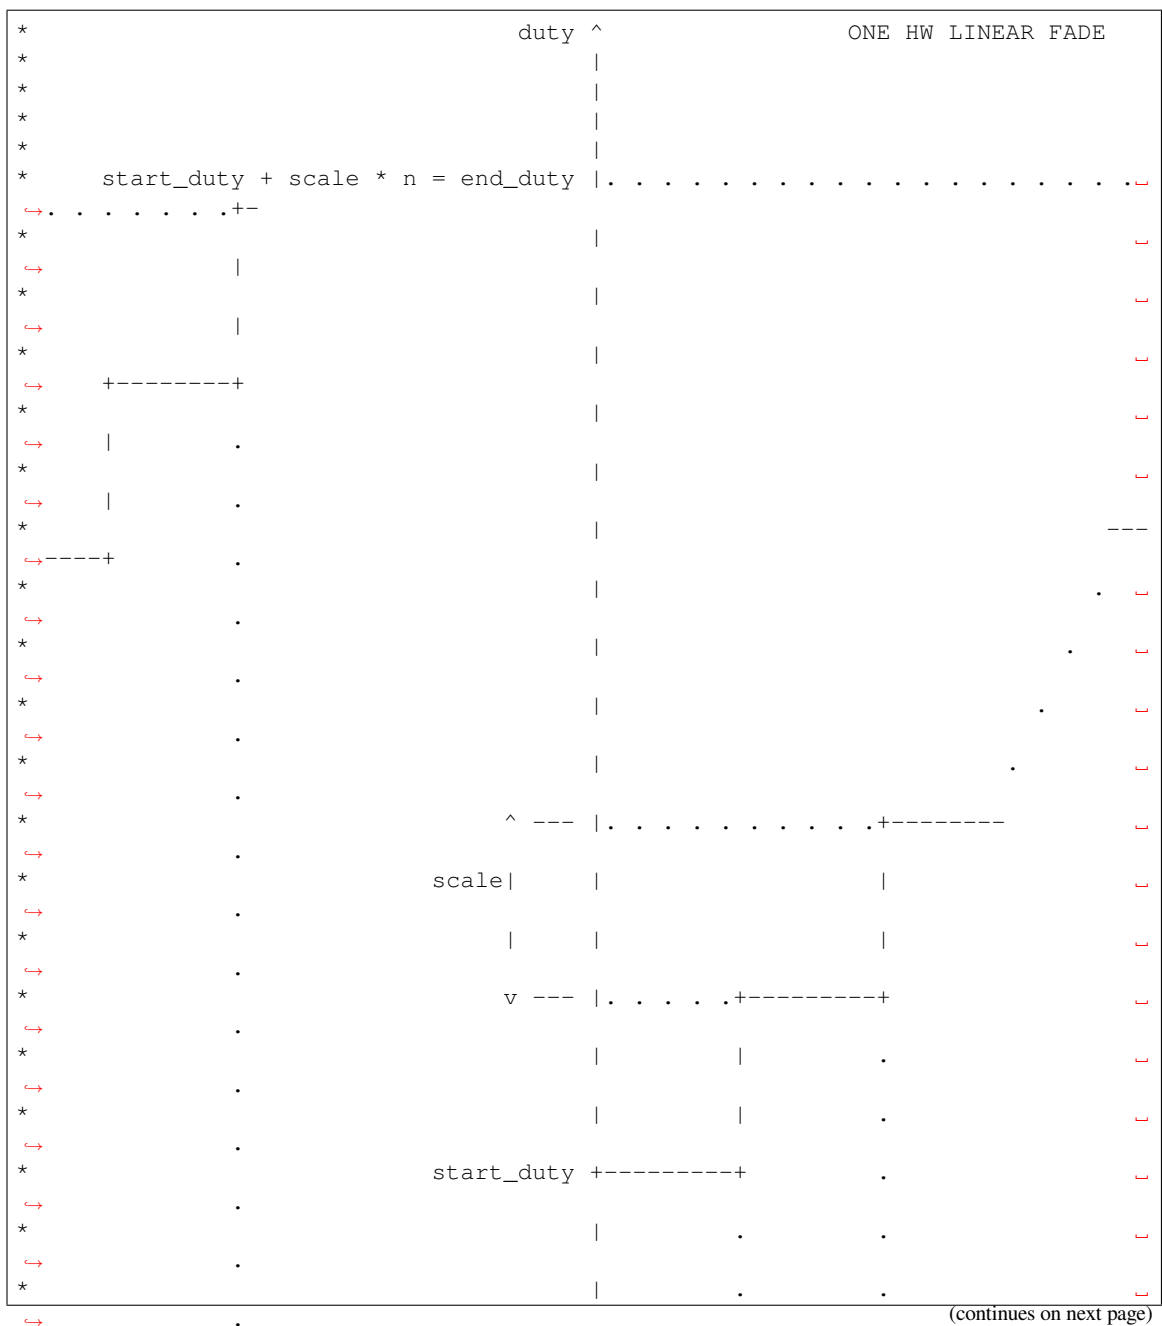 * duty ^ ONE HW LINEAR FADE
* |
* |
* |
* |
* start_duty + scale * n = end_duty |. . . . . . . . . . . . . . . . . . .␣
↪. . . . . . .+-
* | ␣
↪ |
* | ␣
↪ |
* | ␣
↪ +--------+
* | ␣
↪ | .
* | ␣
↪ | .
* | ---
↪----+ .
* | . ␣
↪ .
* | . ␣
↪ .
* | . ␣
↪ .
* | . ␣
↪ .
* ^ --- |. . . . . . . . . .+-------- ␣
↪ .
* scale| | | ␣
↪ .
* | | | ␣
↪ .
* v --- |. . . . .+---------+ ␣
↪ .
* | | . ␣
↪ .
* | | . ␣
↪ .
* start_duty +---------+ . ␣
↪ .
* | . . ␣
↪ .
* | . . ␣
(continues on next page)
↪ .